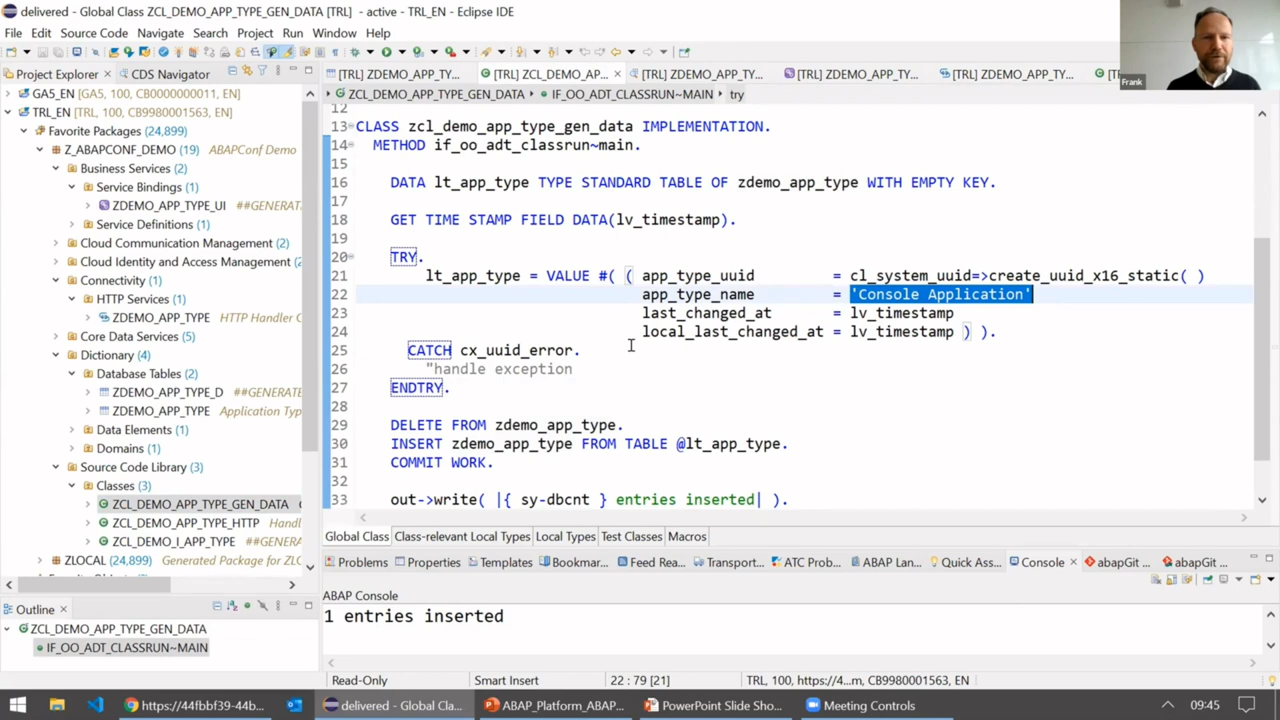 delivered - Global Class ZCL_DEMO_APP_TYPE_GEN_DATA [TRL] - active - TRL_EN - Eclipse IDE
File Edit Source Code Navigate Search Project Run Window Help
Frank
Project Explorer × CDS Navigator
GA5_EN [GA5, 100, CB0000000011, EN]
TRL_EN [TRL, 100, CB9980001563, EN]
Favorite Packages (24,899)
Z_ABAPCONF_DEMO (19) ABAPConf Demo
Business Services (2)
Service Bindings (1)
ZDEMO_APP_TYPE_UI ##GENERAT
Service Definitions (1)
Cloud Communication Management (2)
Cloud Identity and Access Management (2)
Connectivity (1)
HTTP Services (1)
ZDEMO_APP_TYPE HTTP Handler C
Core Data Services (5)
Dictionary (4)
Database Tables (2)
ZDEMO_APP_TYPE_D ##GENERATE
ZDEMO_APP_TYPE Application Typ
Data Elements (1)
Domains (1)
Source Code Library (3)
Classes (3)
ZCL_DEMO_APP_TYPE_GEN_DATA
ZCL_DEMO_APP_TYPE_HTTP Handl
ZCL_DEMO_I_APP_TYPE ##GENERA
ZLOCAL (24,899) Generated Package for ZL
Outline ×
ZCL_DEMO_APP_TYPE_GEN_DATA
IF_OO_ADT_CLASSRUN~MAIN
[TRL] ZDEMO_APP_TY... [TRL] ZCL_DEMO_AP... × [TRL] ZDEMO_APP_TY... [TRL] ZDEMO_APP_TY... [TRL] ZDEMO_APP_TY... [T
ZCL_DEMO_APP_TYPE_GEN_DATA IF_OO_ADT_CLASSRUN~MAIN try
12
13 CLASS zcl_demo_app_type_gen_data IMPLEMENTATION.
14 METHOD if_oo_adt_classrun~main.
15
16 DATA lt_app_type TYPE STANDARD TABLE OF zdemo_app_type WITH EMPTY KEY.
17
18 GET TIME STAMP FIELD DATA(lv_timestamp).
19
20 TRY.
21 lt_app_type = VALUE #( ( app_type_uuid = cl_system_uuid=>create_uuid_x16_static( )
22 app_type_name = 'Console Application'
23 last_changed_at = lv_timestamp
24 local_last_changed_at = lv_timestamp ) ).
25 CATCH cx_uuid_error.
26 "handle exception
27 ENDTRY.
28
29 DELETE FROM zdemo_app_type.
30 INSERT zdemo_app_type FROM TABLE @lt_app_type.
31 COMMIT WORK.
32
33 out->write( |{ sy-dbcnt } entries inserted| ).
Global Class Class-relevant Local Types Local Types Test Classes Macros
Problems Properties Templates Bookmar... Feed Rea... Transport... ATC Pro... ABAP Lan... Quick Ass... Console × abapGit ... abapGit ...
ABAP Console
1 entries inserted
Read-Only Smart Insert 22 : 79 [21] TRL, 100, https://4....m, CB9980001563, EN
https://44fbbf39-44b... delivered - Global Cla... ABAP_Platform_ABAP... PowerPoint Slide Sho... Meeting Controls 09:45